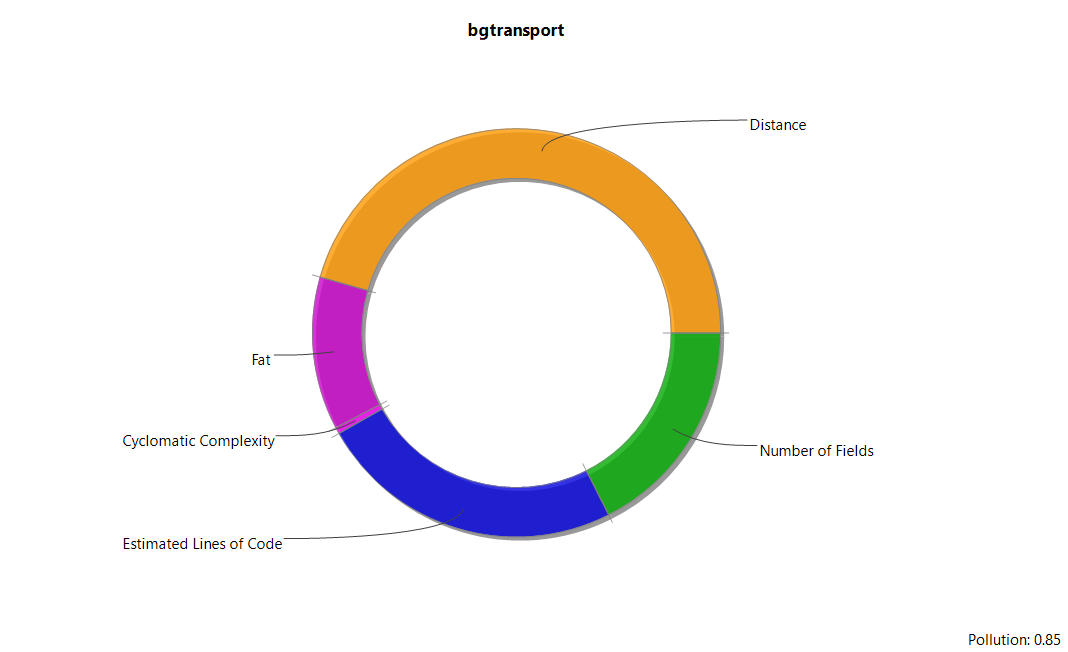 bgtransport
Distance
Fat
Cyclomatic Complexity
Number of Fields
Estimated Lines of Code
Pollution: 0.85